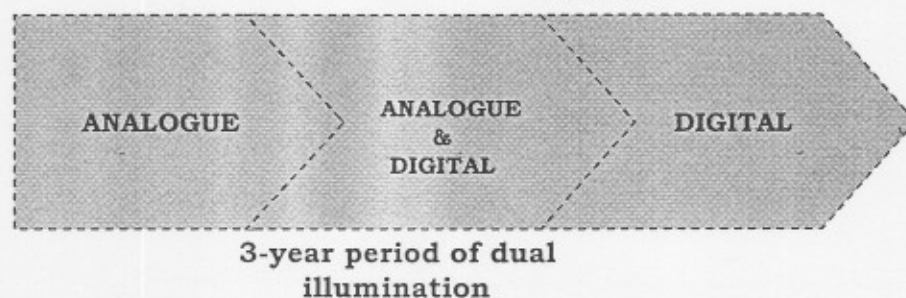 ANALOGUE
ANALOGUE
&
DIGITAL
DIGITAL
3-year period of dual
illumination